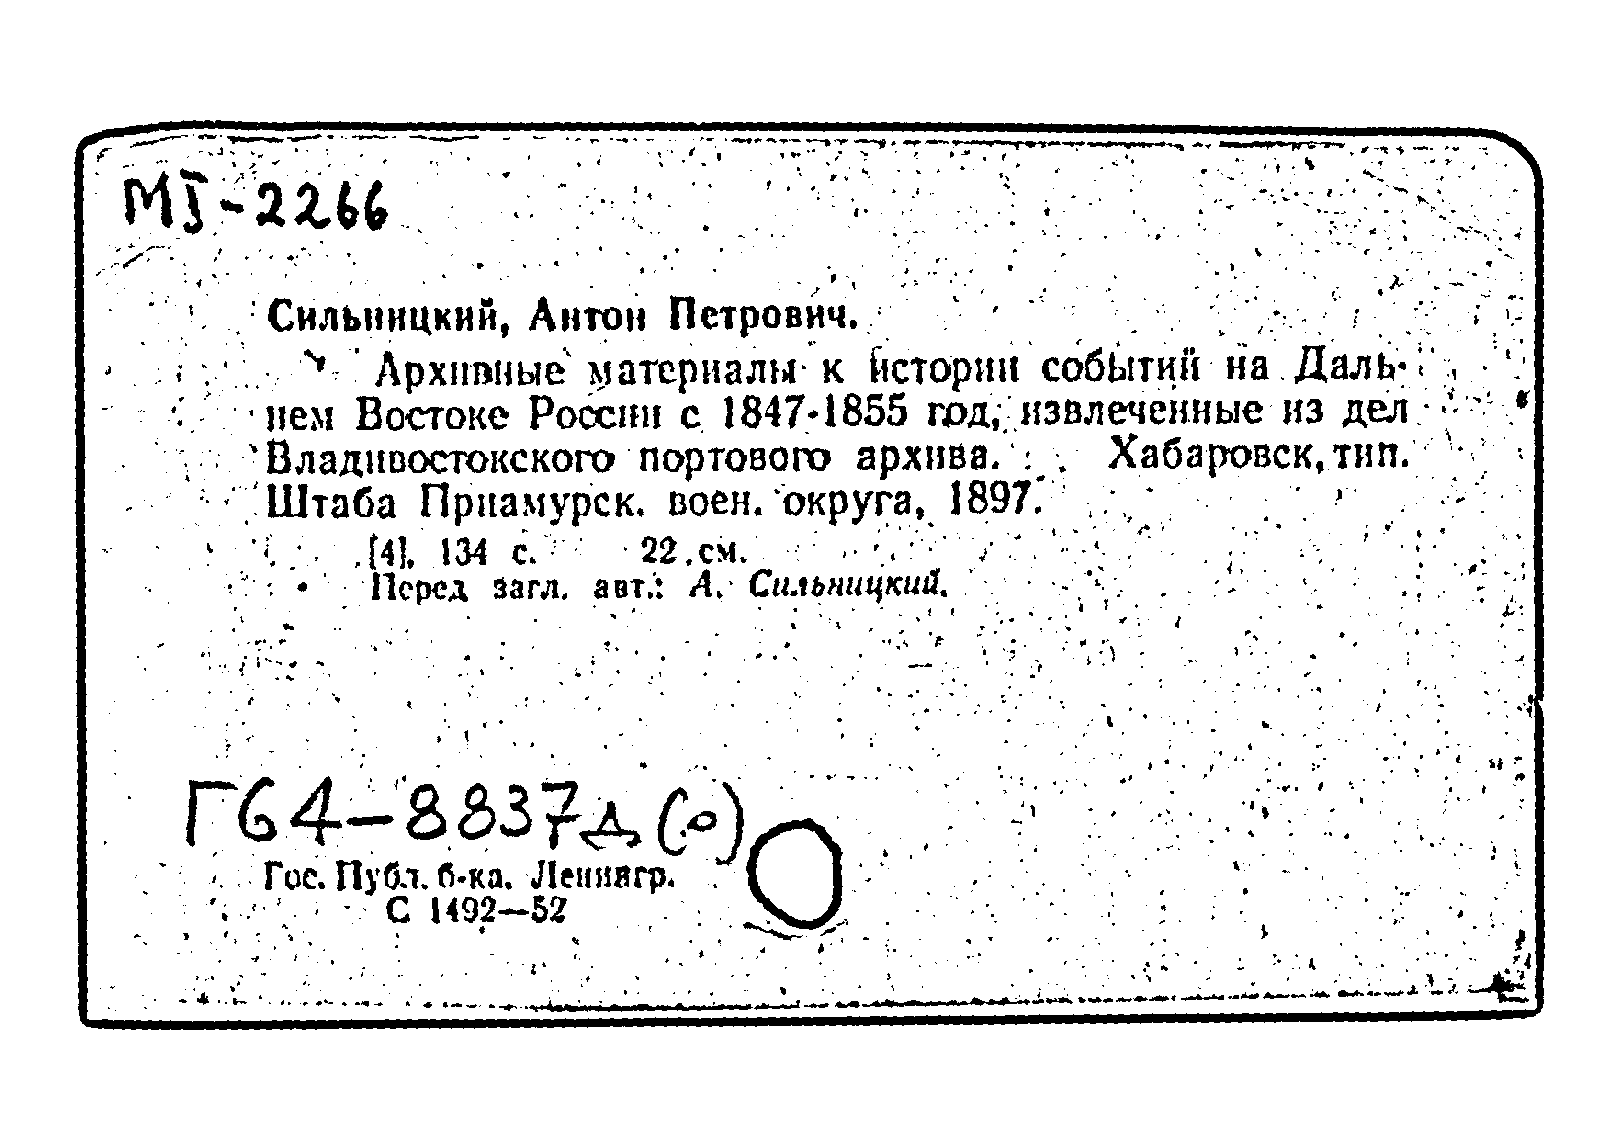 МI-2266
Сильницкий, Антон Петрович.
Архивные материалы к истории событий на Даль-
нем Востоке России с 1847-1855 год, извлеченные из дел
Владивостокского портового архива. Хабаровск, тип.
Штаба Приамурск. воен. округа, 1897.
[4], 134 с. 22 см.
Перед загл. авт.: А. Сильницкий.
Г64-8837д (-о)
Гос. Публ. б-ка. Ленингр.
С 1492—52